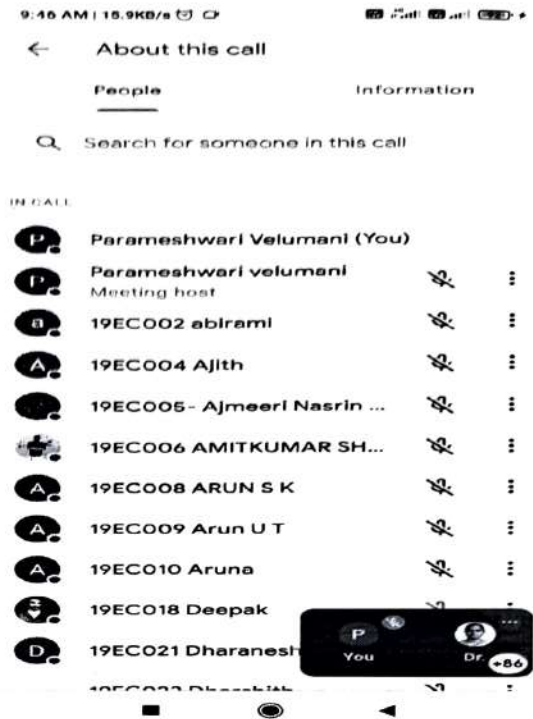 9:46 AM | 15.9KB/s
About this call
People Information
Search for someone in this call
IN CALL
P Parameshwari Velumani (You)
P Parameshwari velumani
Meeting host
a 19EC002 abirami
A 19EC004 Ajith
19EC005- Ajmeeri Nasrin ...
19EC006 AMITKUMAR SH...
A 19EC008 ARUN S K
A 19EC009 Arun U T
A 19EC010 Aruna
19EC018 Deepak
D 19EC021 Dharanesh
P
You Dr. +86